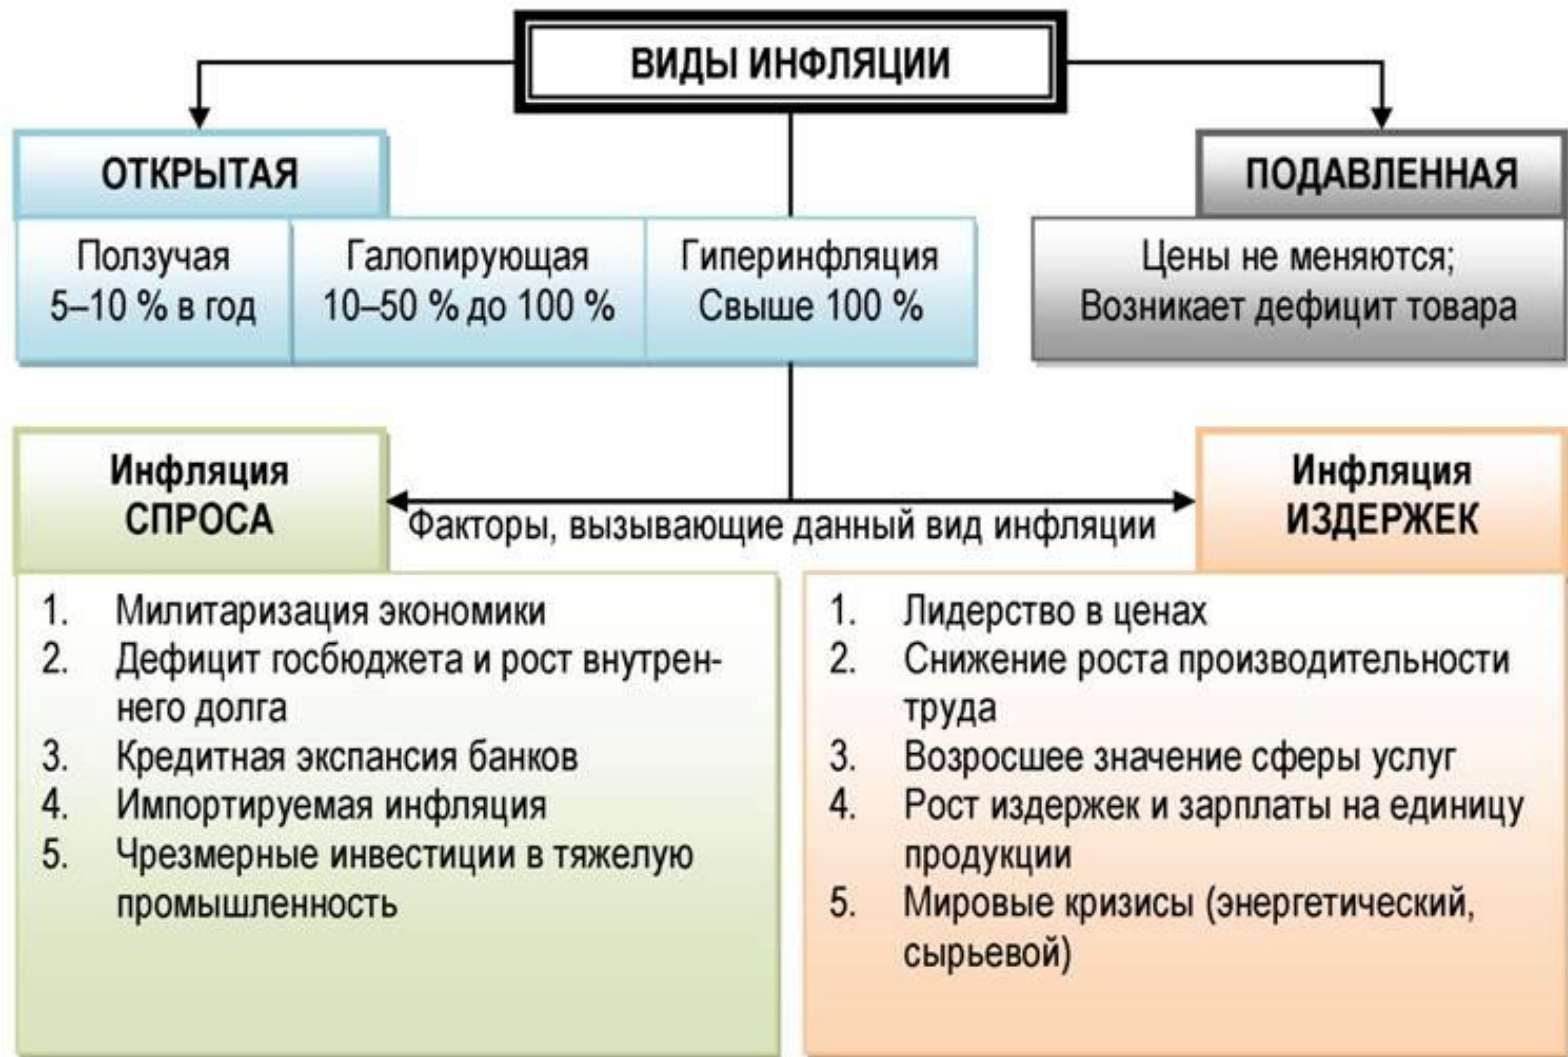 ВИДЫ ИНФЛЯЦИИ
ОТКРЫТАЯ
Ползучая
5–10 % в год
Галопирующая
10–50 % до 100 %
Гиперинфляция
Свыше 100 %
ПОДАВЛЕННАЯ
Цены не меняются;
Возникает дефицит товара
Инфляция
СПРОСА
Факторы, вызывающие данный вид инфляции
Инфляция
ИЗДЕРЖЕК
1. Милитаризация экономики
2. Дефицит госбюджета и рост внутрен-
него долга
3. Кредитная экспансия банков
4. Импортируемая инфляция
5. Чрезмерные инвестиции в тяжелую
промышленность
1. Лидерство в ценах
2. Снижение роста производительности
труда
3. Возросшее значение сферы услуг
4. Рост издержек и зарплаты на единицу
продукции
5. Мировые кризисы (энергетический,
сырьевой)